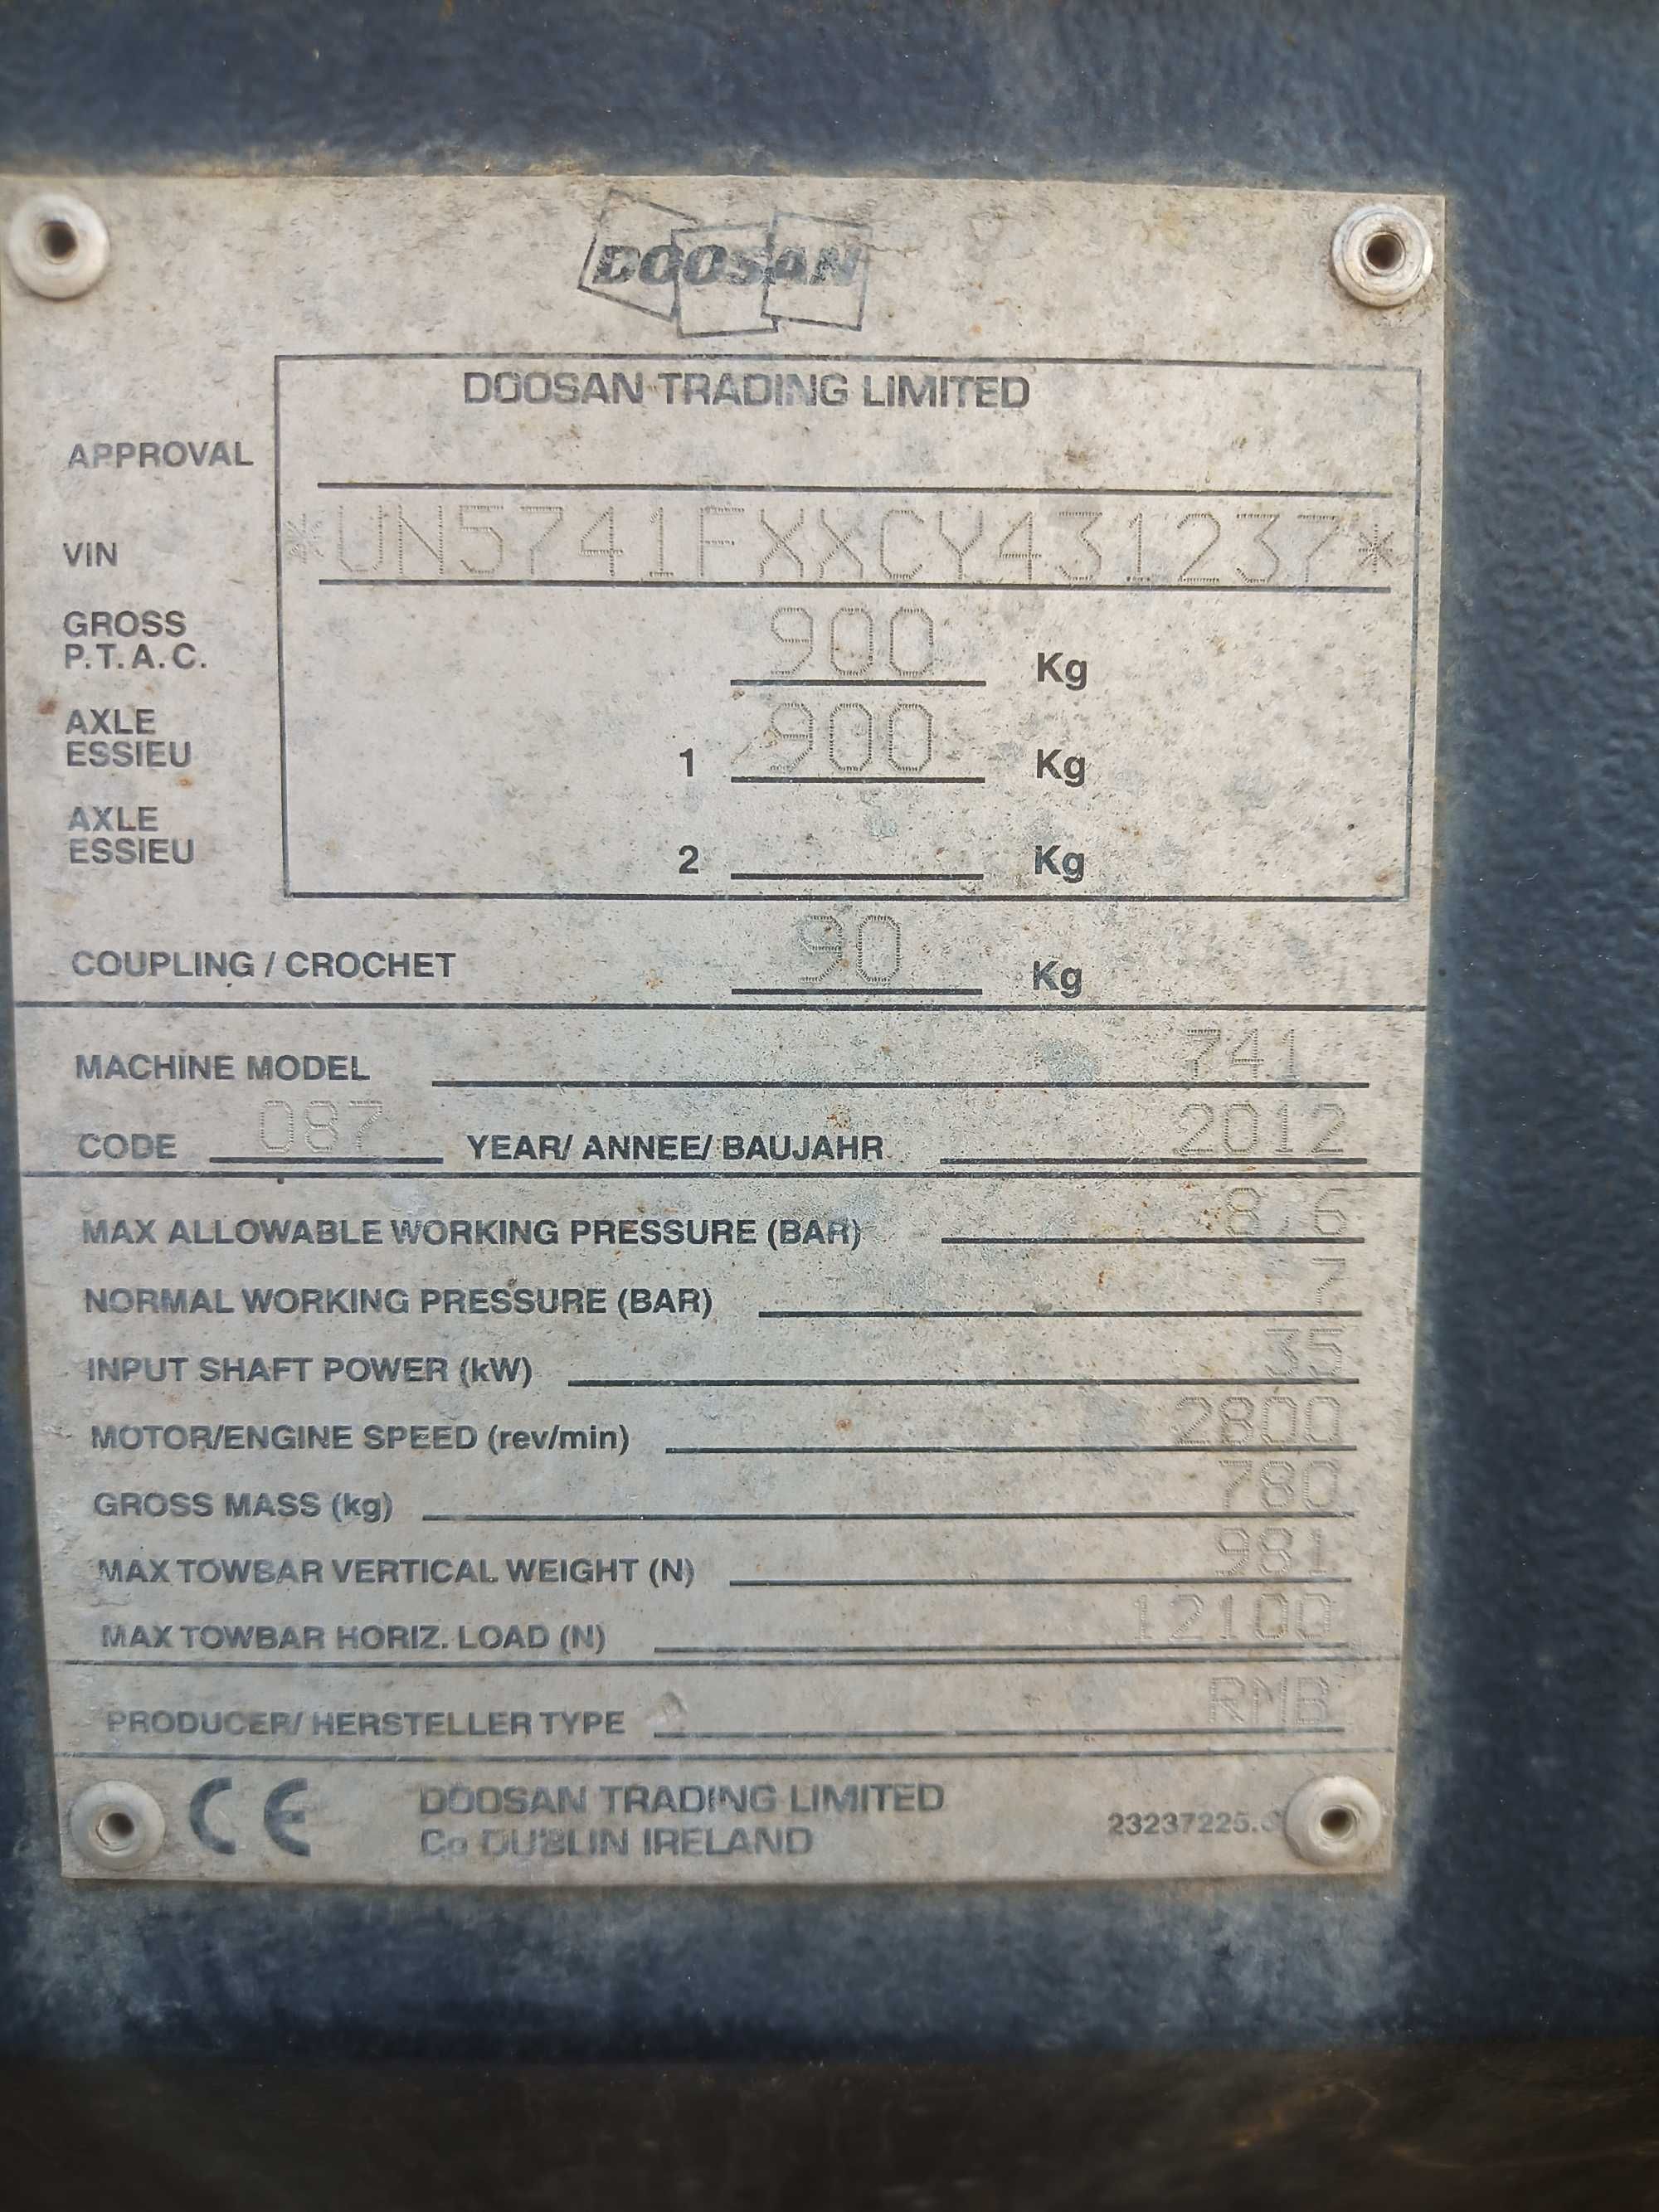 DOOSAN
DOOSAN TRADING LIMITED
APPROVAL
VIN *UN5741FXXCY431237*
GROSS
P.T.A.C. 900 Kg
AXLE
ESSIEU 1 900 Kg
AXLE
ESSIEU 2 Kg
COUPLING / CROCHET 90 Kg
MACHINE MODEL 741
CODE 087 YEAR/ ANNEE/ BAUJAHR 2012
MAX ALLOWABLE WORKING PRESSURE (BAR) 8.6
NORMAL WORKING PRESSURE (BAR) 7
INPUT SHAFT POWER (kW) 35
MOTOR/ENGINE SPEED (rev/min) 2800
GROSS MASS (kg) 780
MAX TOWBAR VERTICAL WEIGHT (N) 981
MAX TOWBAR HORIZ. LOAD (N) 12100
PRODUCER/ HERSTELLER TYPE RMB
CE DOOSAN TRADING LIMITED
Co DUBLIN IRELAND